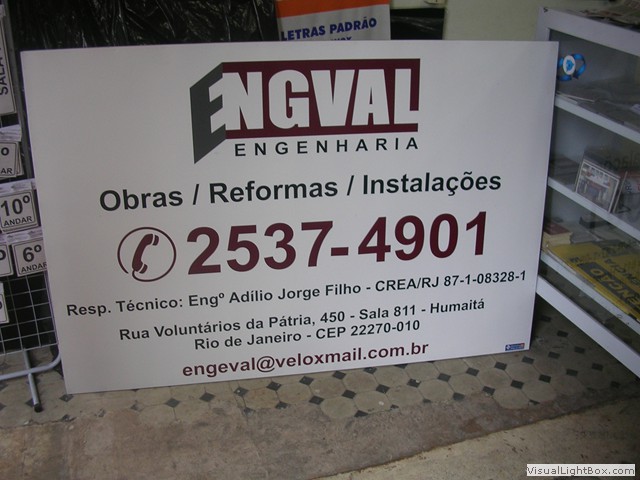 LETRAS PADRÃO
ENGVAL
ENGENHARIA
Obras / Reformas / Instalações
2537-4901
Resp. Técnico: Engº Adílio Jorge Filho - CREA/RJ 87-1-08328-1
Rua Voluntários da Pátria, 450 - Sala 811 - Humaitá
Rio de Janeiro - CEP 22270-010
engeval@veloxmail.com.br
SALA
10º
ANDAR
6º
ANDAR
VisualLightBox.com